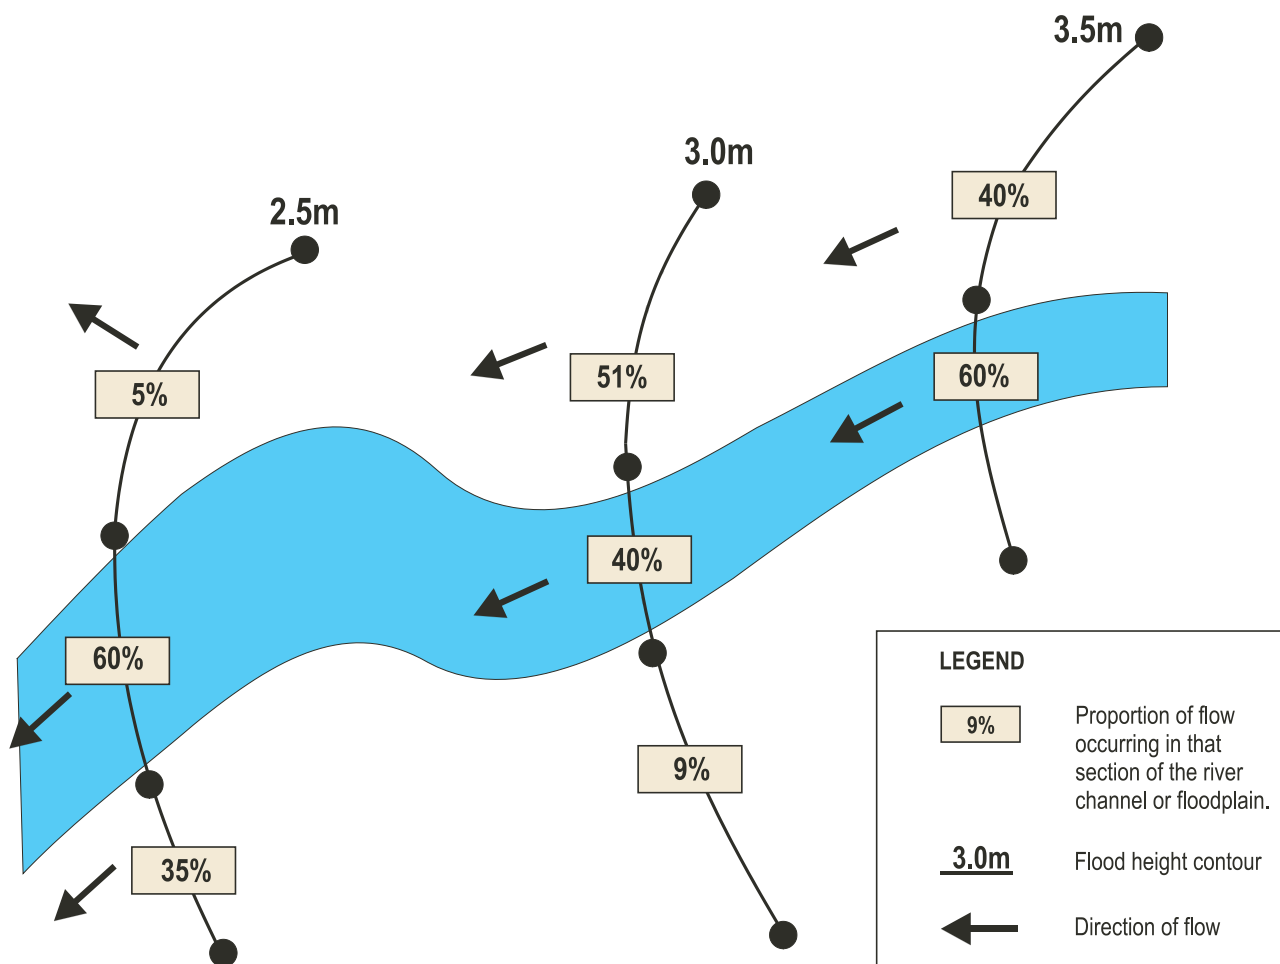 3.5m
3.0m
2.5m
40%
60%
51%
40%
9%
5%
60%
35%
LEGEND
9%
Proportion of flow
occurring in that
section of the river
channel or floodplain.
3.0m
Flood height contour
Direction of flow